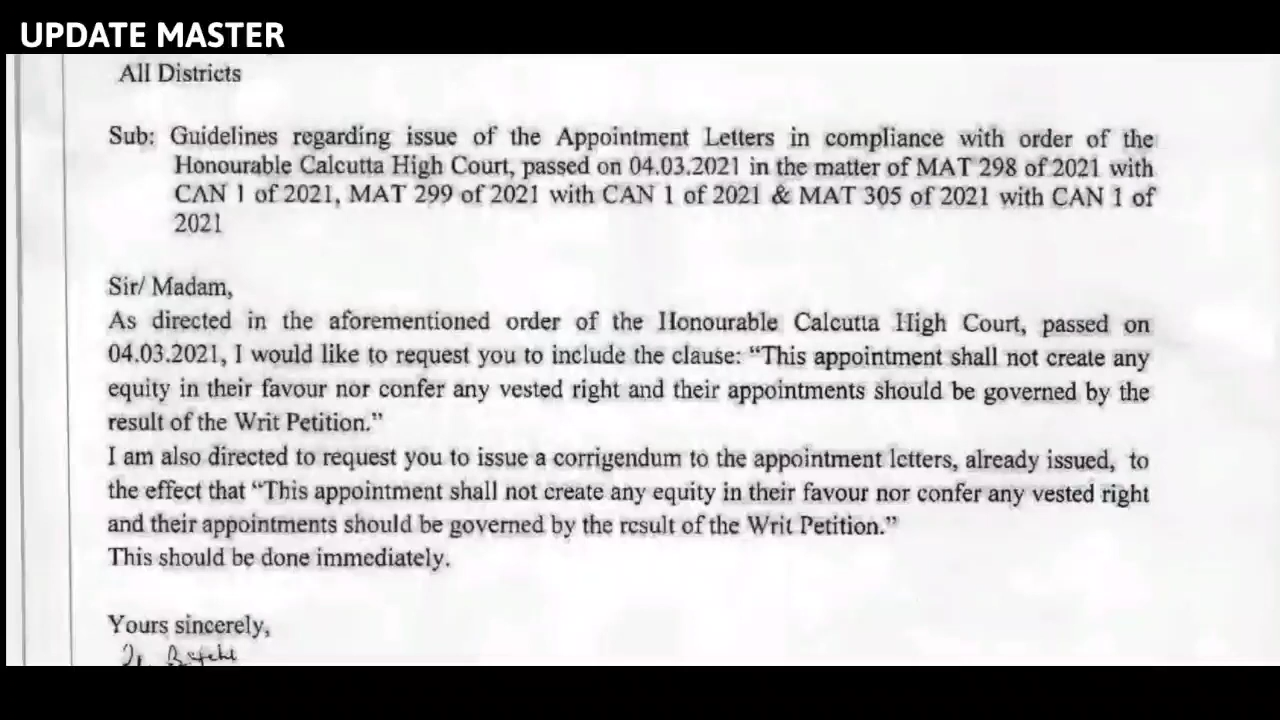 UPDATE MASTER
All Districts
Sub: Guidelines regarding issue of the Appointment Letters in compliance with order of the
Honourable Calcutta High Court, passed on 04.03.2021 in the matter of MAT 298 of 2021 with
CAN 1 of 2021, MAT 299 of 2021 with CAN 1 of 2021 & MAT 305 of 2021 with CAN 1 of
2021
Sir/ Madam,
As directed in the aforementioned order of the Honourable Calcutta High Court, passed on
04.03.2021, I would like to request you to include the clause: “This appointment shall not create any
equity in their favour nor confer any vested right and their appointments should be governed by the
result of the Writ Petition.”
I am also directed to request you to issue a corrigendum to the appointment letters, already issued, to
the effect that “This appointment shall not create any equity in their favour nor confer any vested right
and their appointments should be governed by the result of the Writ Petition.”
This should be done immediately.
Yours sincerely,